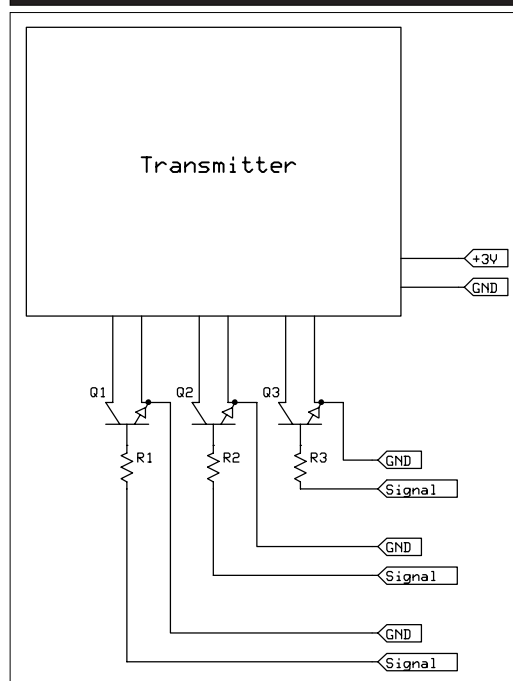 Transmitter
+3V
GND
Q1
Q2
Q3
R1
R2
R3
GND
Signal
GND
Signal
GND
Signal